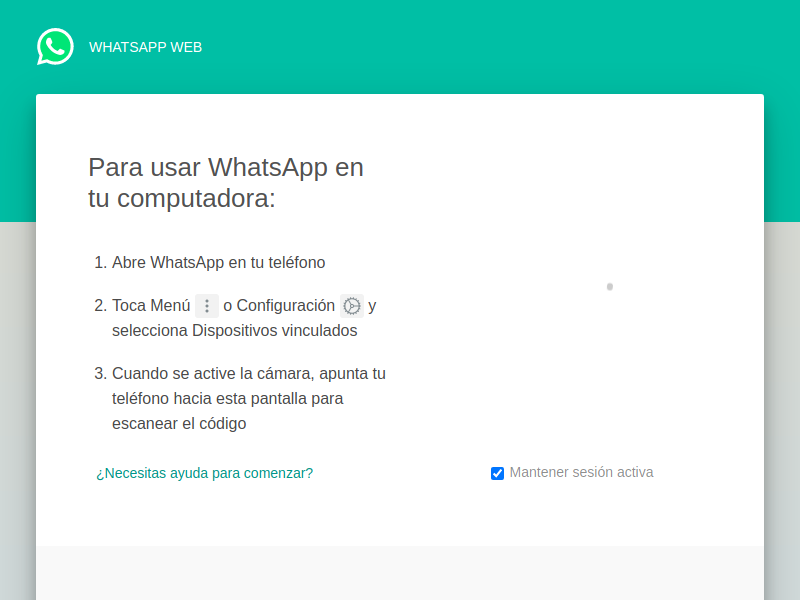 WHATSAPP WEB
Para usar WhatsApp en
tu computadora:
1. Abre WhatsApp en tu teléfono
2. Toca Menú o Configuración y
selecciona Dispositivos vinculados
3. Cuando se active la cámara, apunta tu
teléfono hacia esta pantalla para
escanear el código
¿Necesitas ayuda para comenzar?
Mantener sesión activa